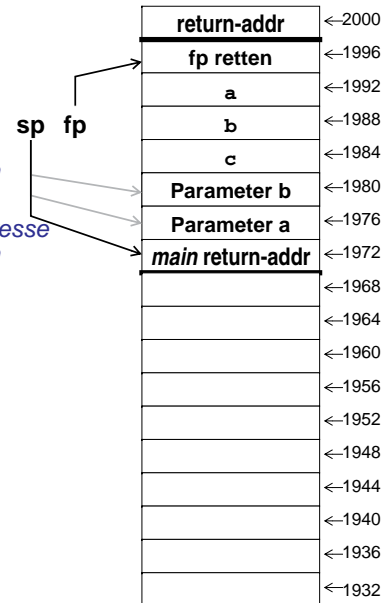 return-addr ←2000
fp retten ←1996
a ←1992
b ←1988
sp fp
c ←1984
Parameter b ←1980
Parameter a ←1976
esse
main return-addr ←1972
←1968
←1964
←1960
←1956
←1952
←1948
←1944
←1940
←1936
←1932